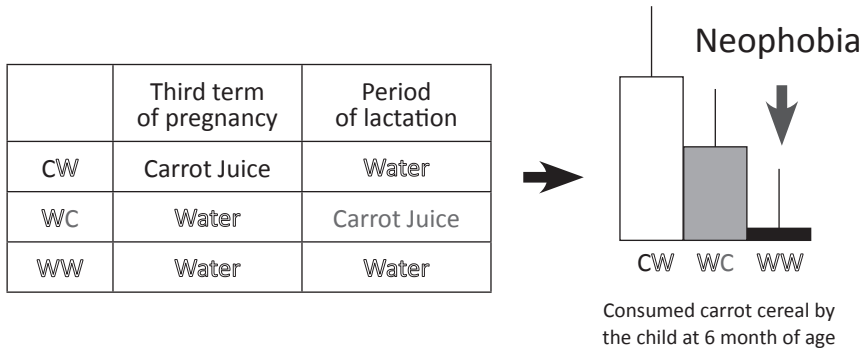 Third term
of pregnancy
Period
of lactation
CW
Carrot Juice
Water
WC
Water
Carrot Juice
WW
Water
Water
Neophobia
CW WC WW
Consumed carrot cereal by
the child at 6 month of age